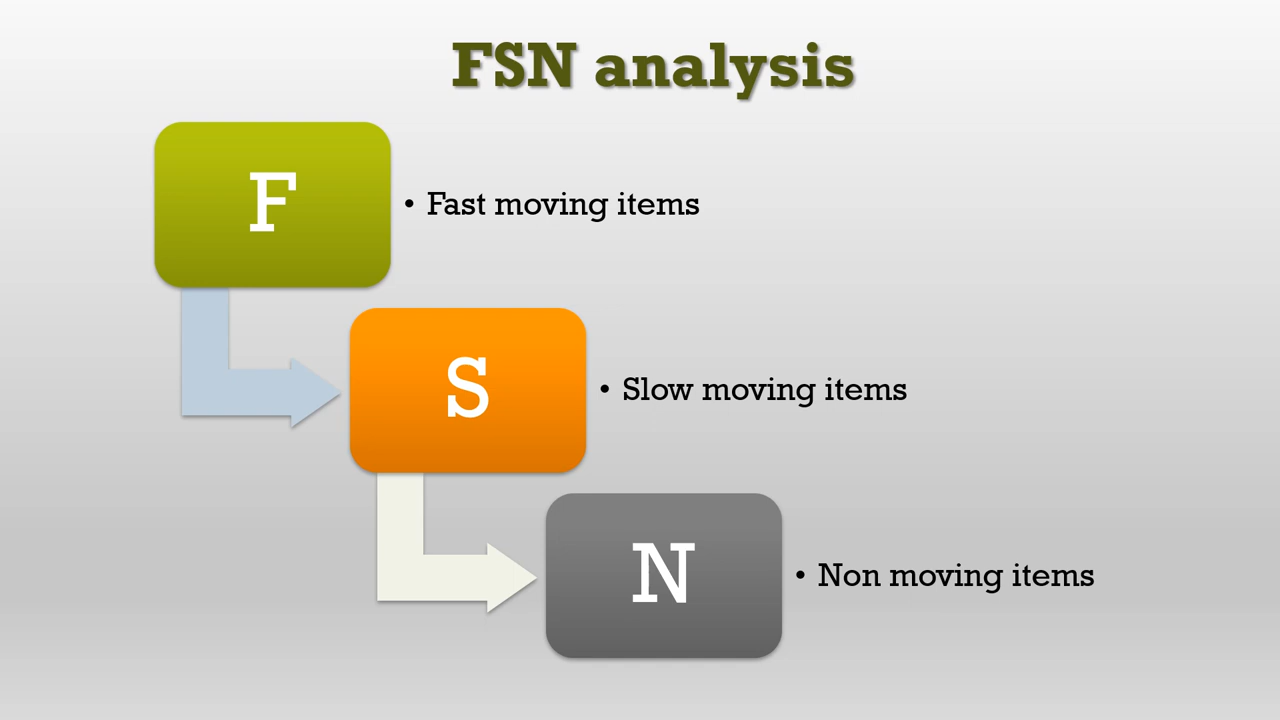 FSN analysis
F
• Fast moving items
S
• Slow moving items
N
• Non moving items